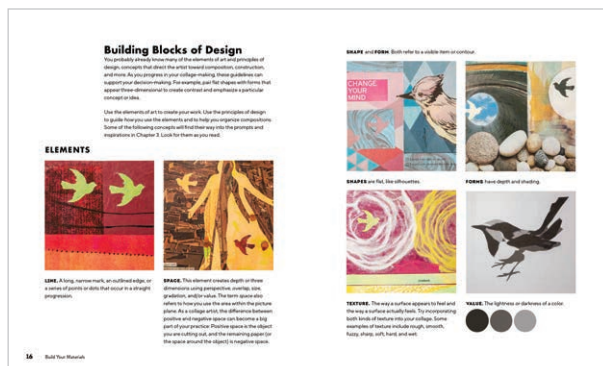 Building Blocks of Design
You probably already know many of the elements of art and principles of
design, concepts that direct the artist toward composition, construction,
and more. As you progress in your collage-making, these guidelines can
support your decision-making. For example, pair flat shapes with forms that
appear three-dimensional to create contrast and emphasize a particular
concept or idea.
Use the elements of art to create your work. Use the principles of design
to guide how you use the elements and to help you organize compositions.
Some of the following concepts will find their way into the prompts and
inspirations in Chapter 3. Look for them as you read.
ELEMENTS
LINE. A long, narrow mark, an outlined edge, or
a series of points or dots that occur in a straight
progression.
SPACE. This element creates depth or three
dimensions using perspective, overlap, size,
gradation, and/or value. The term space also
refers to how you use the area within the picture
plane. As a collage artist, the difference between
positive and negative space can become a big
part of your practice: Positive space is the object
you are cutting out, and the remaining paper (or
the space around the object) is negative space.
16 Build Your Materials
SHAPE and FORM. Both refer to a visible item or contour.
CHANGE
YOUR
MIND
SHAPES are flat, like silhouettes.
FORMS have depth and shading.
TEXTURE. The way a surface appears to feel and
the way a surface actually feels. Try incorporating
both kinds of texture into your collage. Some
examples of texture include rough, smooth,
fuzzy, sharp, soft, hard, and wet.
VALUE. The lightness or darkness of a color.